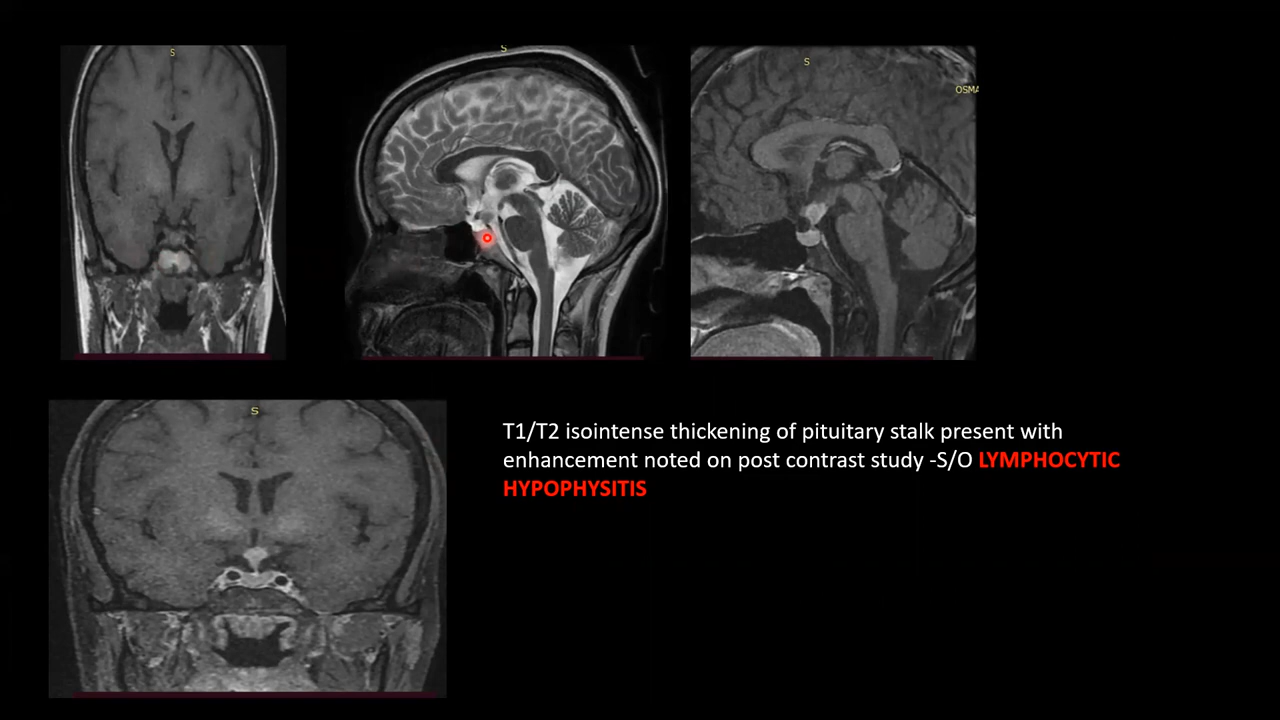 S
S
S
OSMA
S
T1/T2 isointense thickening of pituitary stalk present with
enhancement noted on post contrast study -S/O LYMPHOCYTIC
HYPOPHYSITIS